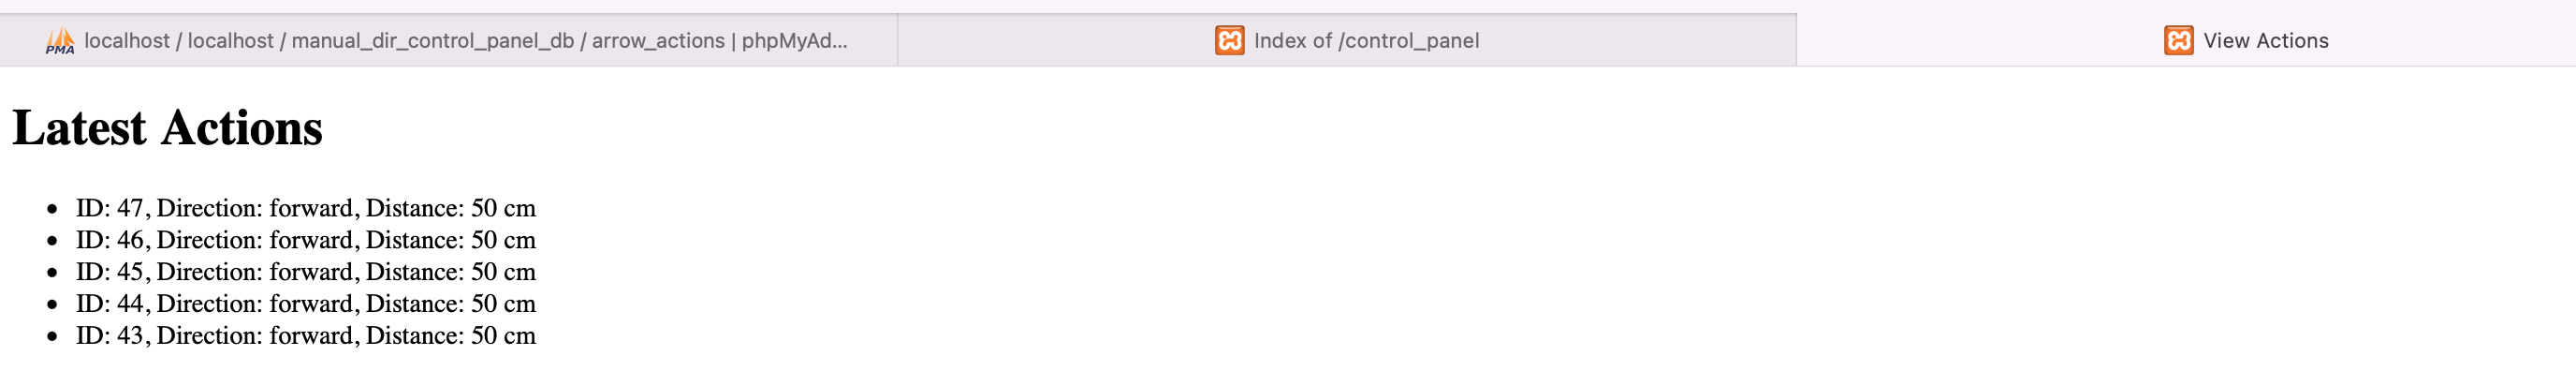 PMA localhost / localhost / manual_dir_control_panel_db / arrow_actions | phpMyAd...
Index of /control_panel
View Actions
Latest Actions
• ID: 47, Direction: forward, Distance: 50 cm
• ID: 46, Direction: forward, Distance: 50 cm
• ID: 45, Direction: forward, Distance: 50 cm
• ID: 44, Direction: forward, Distance: 50 cm
• ID: 43, Direction: forward, Distance: 50 cm